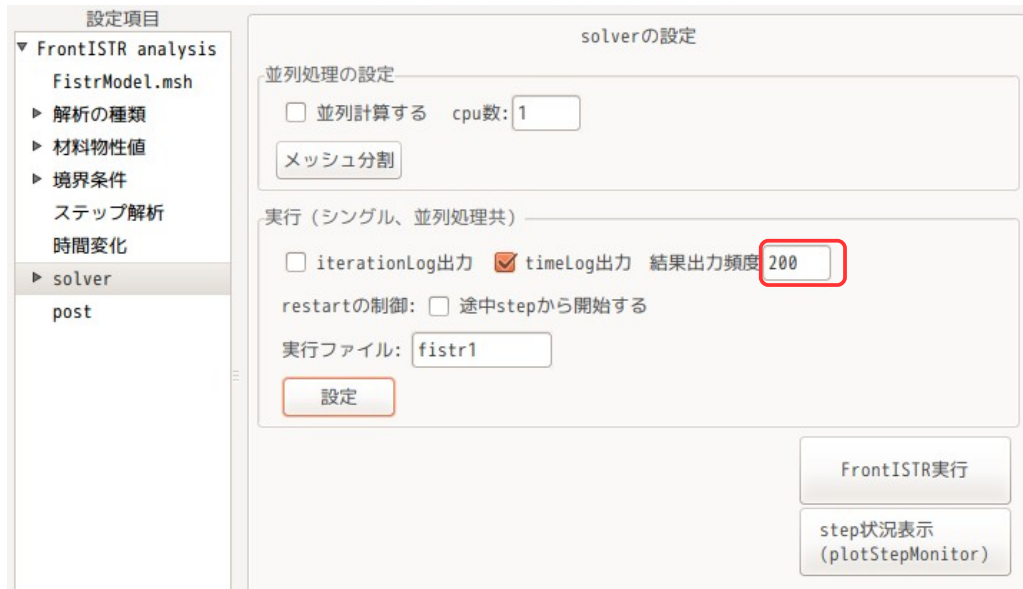 設定項目
FrontISTR analysis
FistrModel.msh
解析の種類
材料物性値
境界条件
ステップ解析
時間変化
solver
post
solverの設定
並列処理の設定
並列計算する cpu数: 1
メッシュ分割
実行（シングル、並列処理共）
iterationLog出力 timeLog出力 結果出力頻度 200
restartの制御: 途中stepから開始する
実行ファイル: fistr1
設定
FrontISTR実行
step状況表示
(plotStepMonitor)